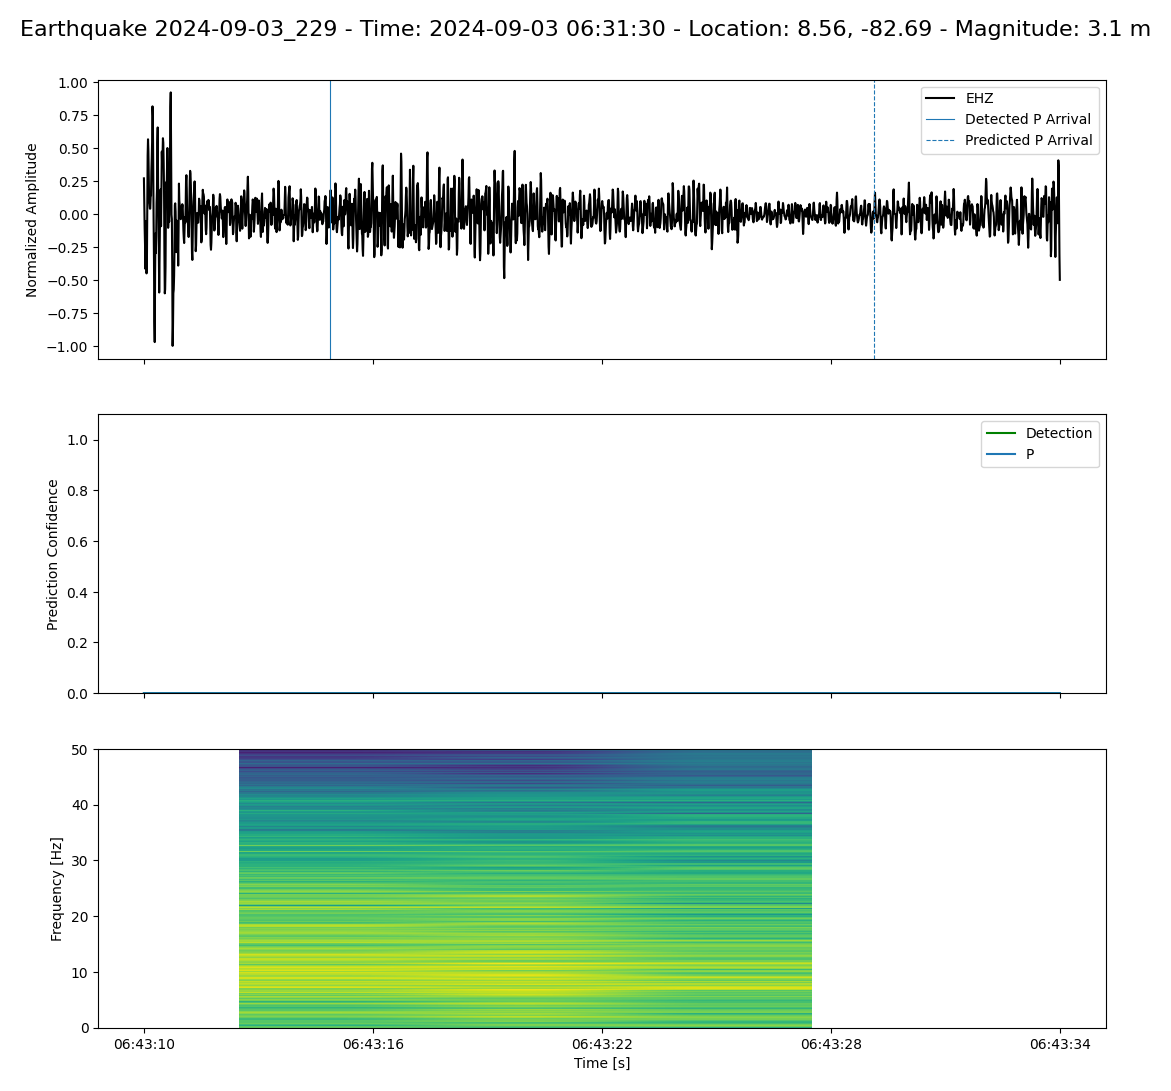 Earthquake 2024-09-03_229 - Time: 2024-09-03 06:31:30 - Location: 8.56, -82.69 - Magnitude: 3.1 m
1.00
0.75
0.50
0.25
0.00
−0.25
−0.50
−0.75
−1.00
Normalized Amplitude
EHZ
Detected P Arrival
Predicted P Arrival
1.0
0.8
0.6
0.4
0.2
0.0
Prediction Confidence
Detection
P
50
40
30
20
10
0
Frequency [Hz]
06:43:10 06:43:16 06:43:22 06:43:28 06:43:34
Time [s]